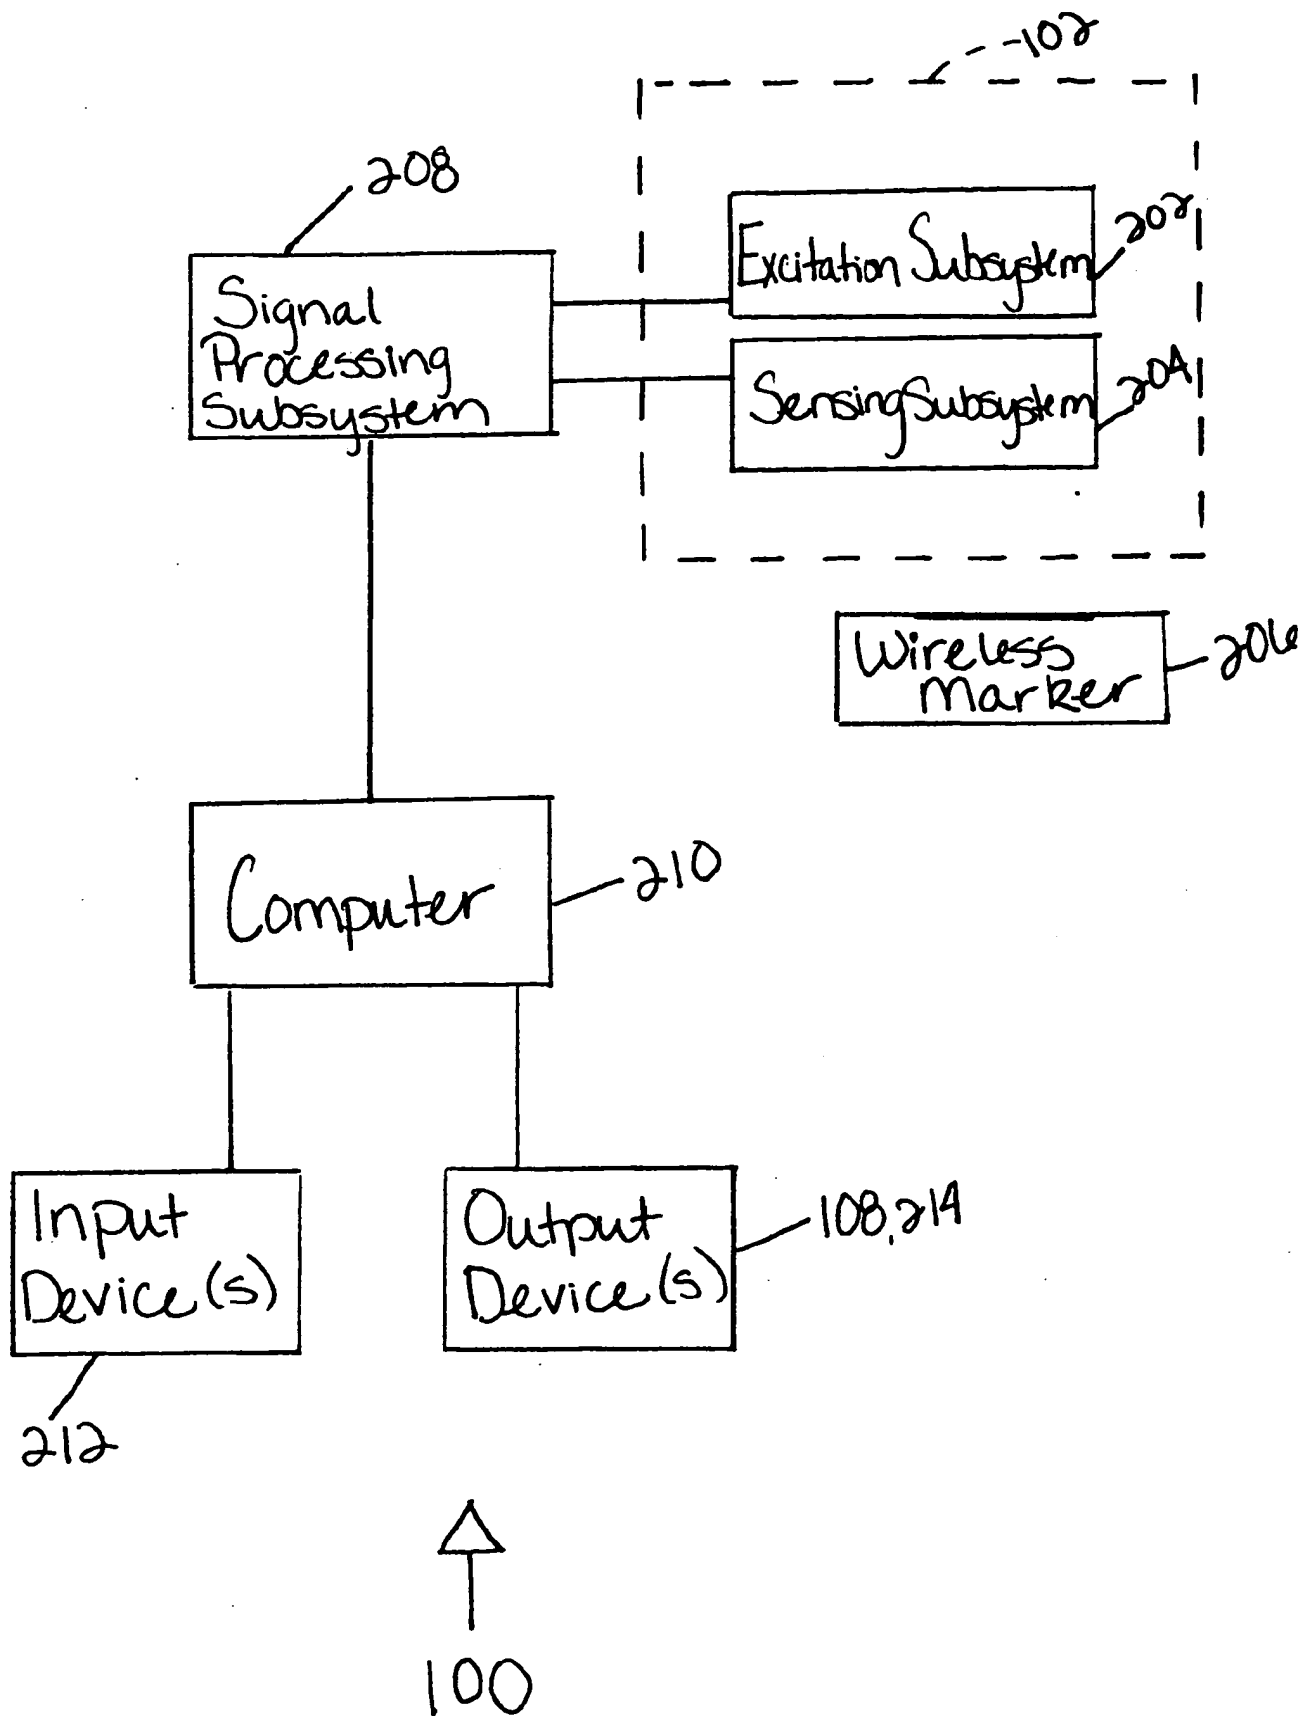 102
208
Excitation Subsystem
202
Signal
Processing
Subsystem
Sensing Subsystem
204
Wireless
Marker
206
Computer
210
Input
Device(s)
Output
Device(s)
108, 214
212
100